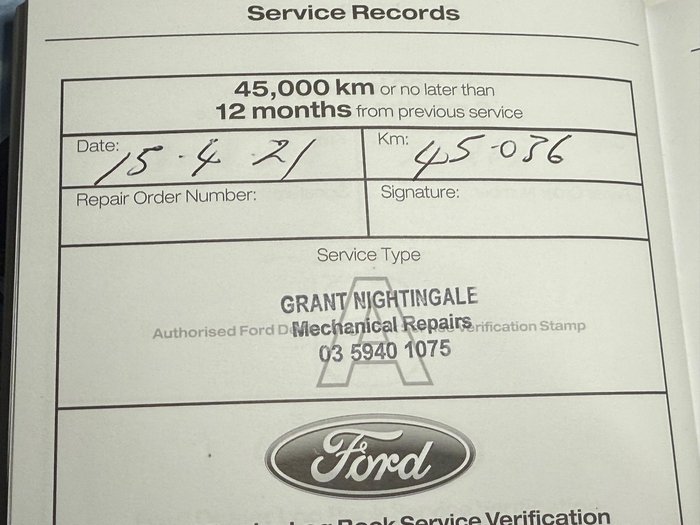 Service Records
45,000 km or no later than
12 months from previous service
Date: 15·4·21
Km: 45-036
Repair Order Number:
Signature:
Service Type
A
GRANT NIGHTINGALE
Authorised Ford Mechanical Repairs Verification Stamp
03 5940 1075
Ford
Book Service Verification